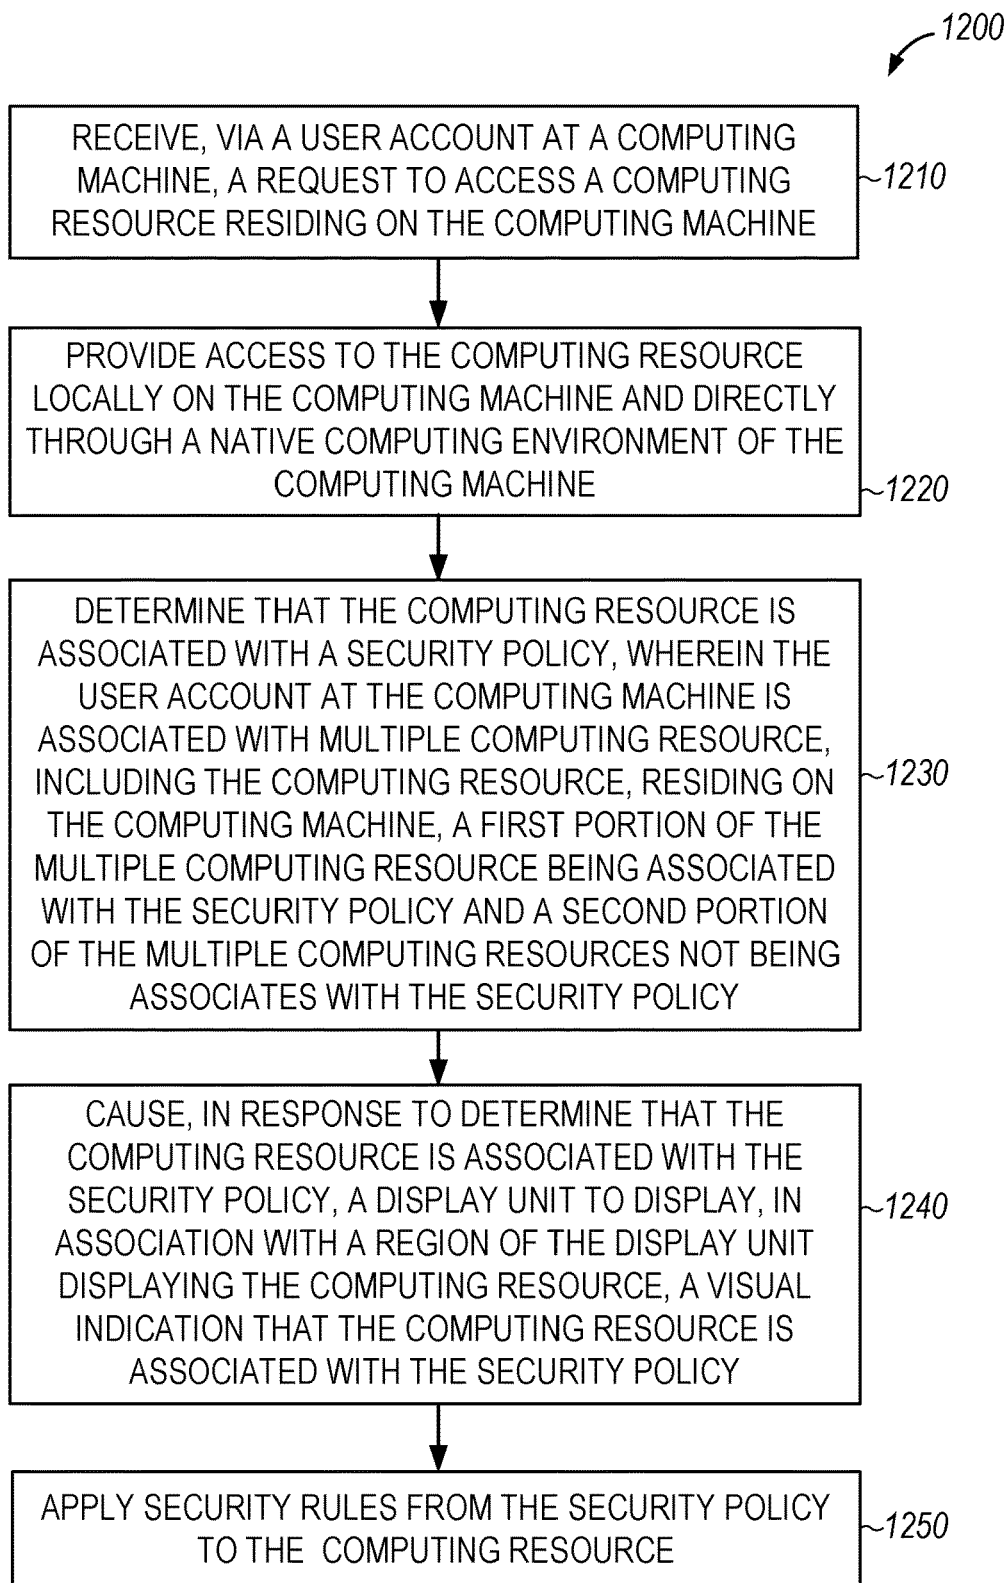 1200
RECEIVE, VIA A USER ACCOUNT AT A COMPUTING
MACHINE, A REQUEST TO ACCESS A COMPUTING
RESOURCE RESIDING ON THE COMPUTING MACHINE
~1210
PROVIDE ACCESS TO THE COMPUTING RESOURCE
LOCALLY ON THE COMPUTING MACHINE AND DIRECTLY
THROUGH A NATIVE COMPUTING ENVIRONMENT OF THE
COMPUTING MACHINE
~1220
DETERMINE THAT THE COMPUTING RESOURCE IS
ASSOCIATED WITH A SECURITY POLICY, WHEREIN THE
USER ACCOUNT AT THE COMPUTING MACHINE IS
ASSOCIATED WITH MULTIPLE COMPUTING RESOURCE,
INCLUDING THE COMPUTING RESOURCE, RESIDING ON
THE COMPUTING MACHINE, A FIRST PORTION OF THE
MULTIPLE COMPUTING RESOURCE BEING ASSOCIATED
WITH THE SECURITY POLICY AND A SECOND PORTION
OF THE MULTIPLE COMPUTING RESOURCES NOT BEING
ASSOCIATES WITH THE SECURITY POLICY
~1230
CAUSE, IN RESPONSE TO DETERMINE THAT THE
COMPUTING RESOURCE IS ASSOCIATED WITH THE
SECURITY POLICY, A DISPLAY UNIT TO DISPLAY, IN
ASSOCIATION WITH A REGION OF THE DISPLAY UNIT
DISPLAYING THE COMPUTING RESOURCE, A VISUAL
INDICATION THAT THE COMPUTING RESOURCE IS
ASSOCIATED WITH THE SECURITY POLICY
~1240
APPLY SECURITY RULES FROM THE SECURITY POLICY
TO THE COMPUTING RESOURCE
~1250